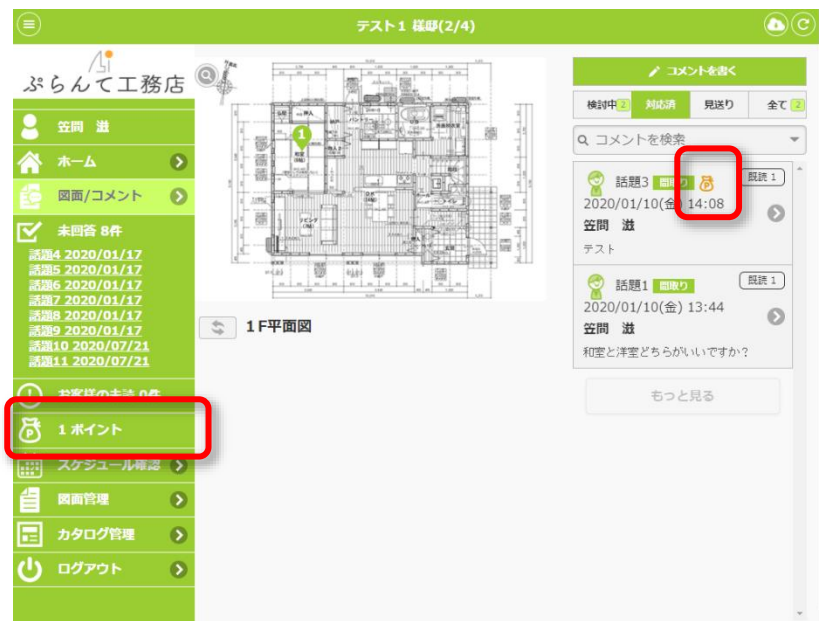 テスト1 様邸(2/4)
ぷらんて工務店
笠間 滋
ホーム
図面/コメント
未回答 8件
話題4 2020/01/17
話題5 2020/01/17
話題6 2020/01/17
話題7 2020/01/17
話題8 2020/01/17
話題9 2020/01/17
話題10 2020/07/21
話題11 2020/07/21
お客様の未読 0件
1 ポイント
スケジュール確認
図面管理
カタログ管理
ログアウト
1
和室
リビング
1F平面図
コメントを書く
検討中 2 対応済 見送り 全て 2
コメントを検索
話題3 間取り P 既読 1
2020/01/10(金) 14:08
笠間 滋
テスト
話題1 間取り 既読 1
2020/01/10(金) 13:44
笠間 滋
和室と洋室どちらがいいですか?
もっと見る